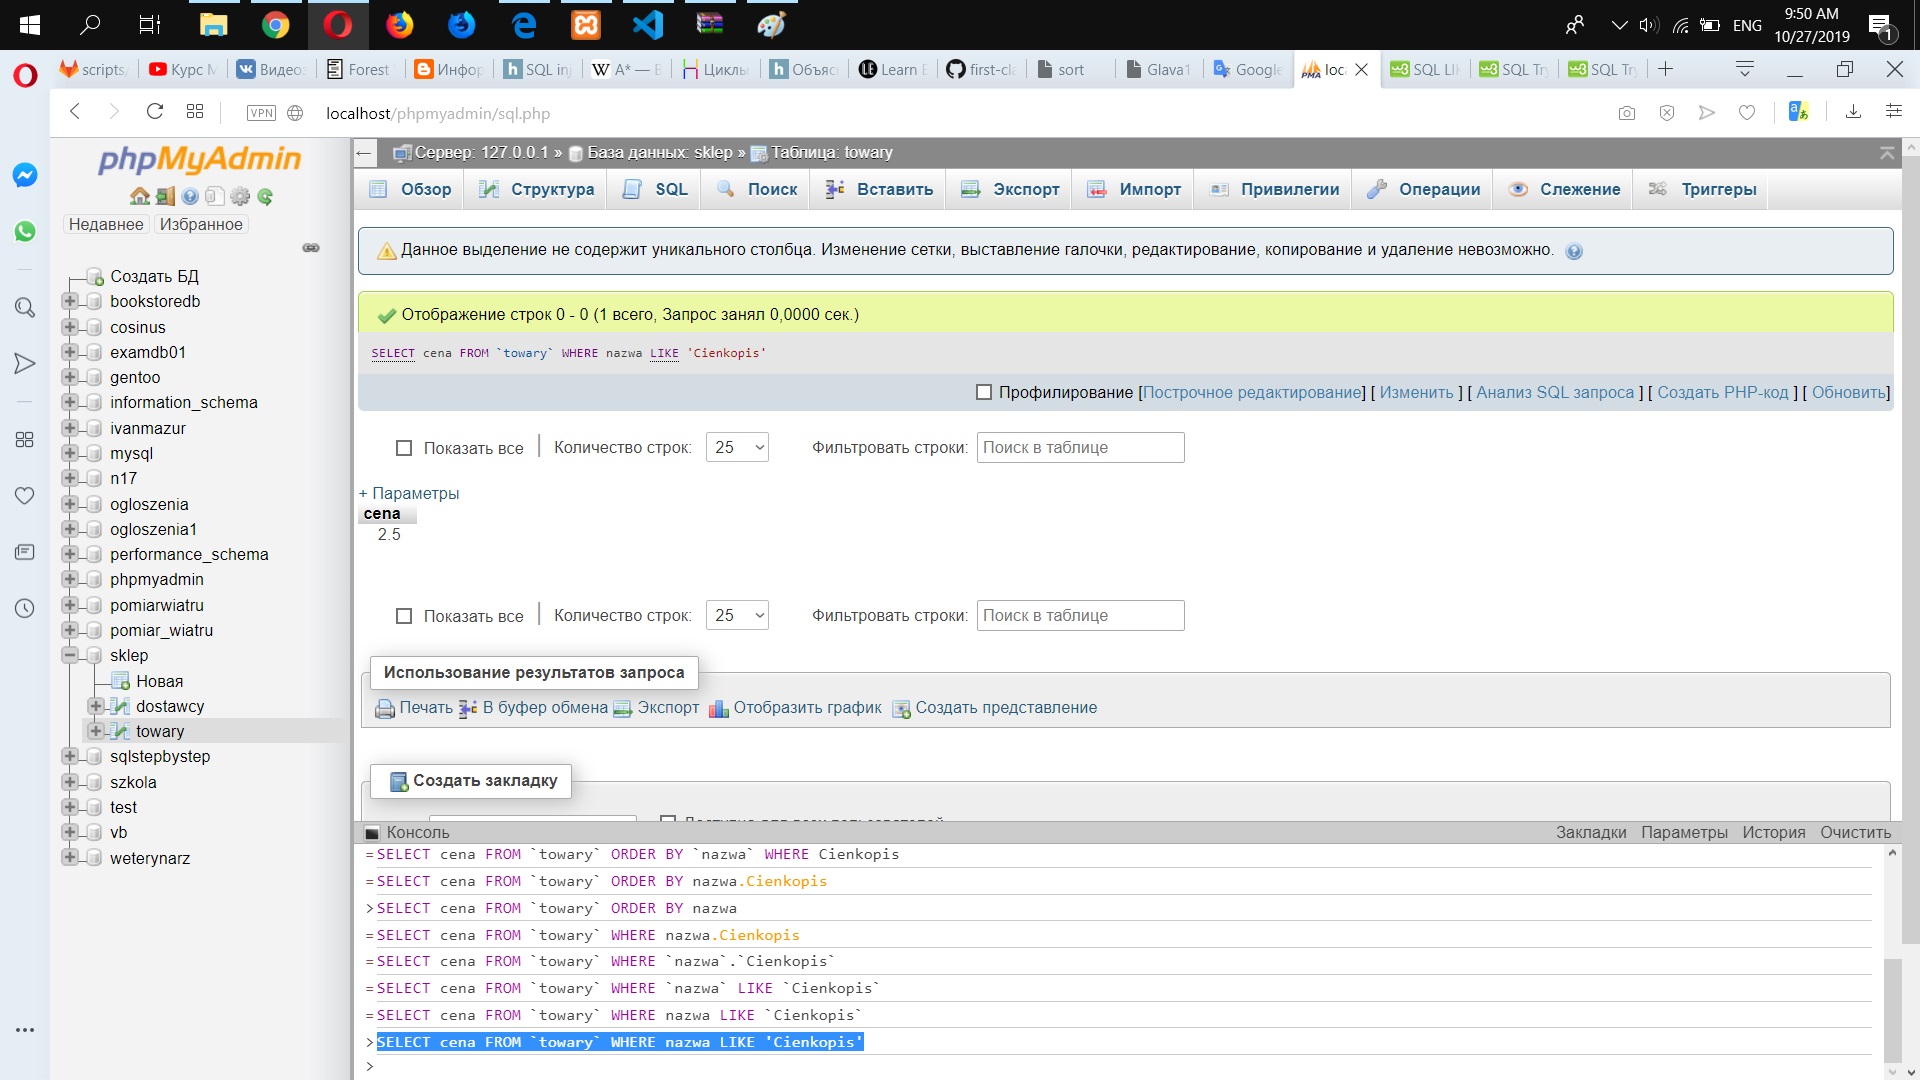 ENG
9:50 AM
10/27/2019
1
scripts/
Курс М
Видео
Forest
Инфор
SQL inj
A* — В
Циклы
Объяс
Learn E
first-cla
sort
Glava1
Google
loc
SQL LI
SQL Try
SQL Try
VPN
localhost/phpmyadmin/sql.php
phpMyAdmin
Недавнее Избранное
Создать БД
bookstoredb
cosinus
examdb01
gentoo
information_schema
ivanmazur
mysql
n17
ogloszenia
ogloszenia1
performance_schema
phpmyadmin
pomiarwiatru
pomiar_wiatru
sklep
Новая
dostawcy
towary
sqlstepbystep
szkola
test
vb
weterynarz
Сервер: 127.0.0.1 » База данных: sklep » Таблица: towary
Обзор Структура SQL Поиск Вставить Экспорт Импорт Привилегии Операции Слежение Триггеры
Данное выделение не содержит уникального столбца. Изменение сетки, выставление галочки, редактирование, копирование и удаление невозможно.
Отображение строк 0 - 0 (1 всего, Запрос занял 0,0000 сек.)
SELECT cena FROM `towary` WHERE nazwa LIKE 'Cienkopis'
Профилирование [Построчное редактирование] [ Изменить ] [ Анализ SQL запроса ] [ Создать PHP-код ] [ Обновить]
Показать все Количество строк: 25 Фильтровать строки: Поиск в таблице
+ Параметры
cena
2.5
Показать все Количество строк: 25 Фильтровать строки: Поиск в таблице
Использование результатов запроса
Печать В буфер обмена Экспорт Отобразить график Создать представление
Создать закладку
Доступна для всех пользователей
Консоль Закладки Параметры История Очистить
=SELECT cena FROM `towary` ORDER BY `nazwa` WHERE Cienkopis
=SELECT cena FROM `towary` ORDER BY nazwa.Cienkopis
>SELECT cena FROM `towary` ORDER BY nazwa
=SELECT cena FROM `towary` WHERE nazwa.Cienkopis
=SELECT cena FROM `towary` WHERE `nazwa`.`Cienkopis`
=SELECT cena FROM `towary` WHERE `nazwa` LIKE `Cienkopis`
=SELECT cena FROM `towary` WHERE nazwa LIKE `Cienkopis`
>SELECT cena FROM `towary` WHERE nazwa LIKE 'Cienkopis'
>